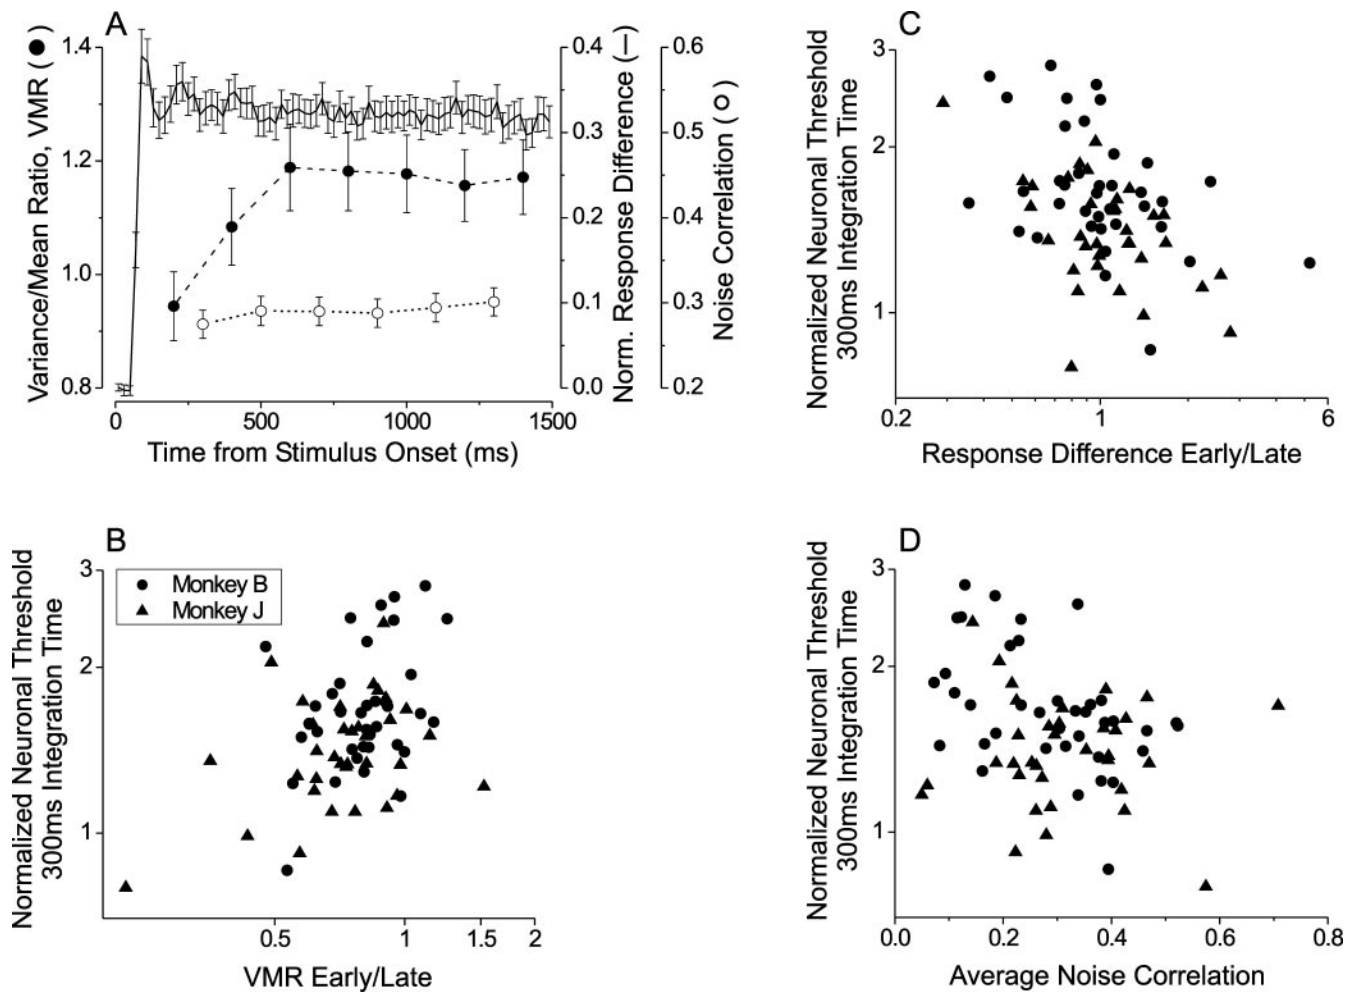 A
Variance/Mean Ratio, VMR (●)
1.4
1.2
1.0
0.8
0.4
0.3
0.2
0.1
0.0
Norm. Response Difference (—)
0.6
0.5
0.4
0.3
0.2
Noise Correlation (○)
0 500 1000 1500
Time from Stimulus Onset (ms)
C
Normalized Neuronal Threshold
300ms Integration Time
3
2
1
0.2 1 6
Response Difference Early/Late
B
Normalized Neuronal Threshold
300ms Integration Time
3
2
1
● Monkey B
▲ Monkey J
0.5 1 1.5 2
VMR Early/Late
D
Normalized Neuronal Threshold
300ms Integration Time
3
2
1
0.0 0.2 0.4 0.6 0.8
Average Noise Correlation